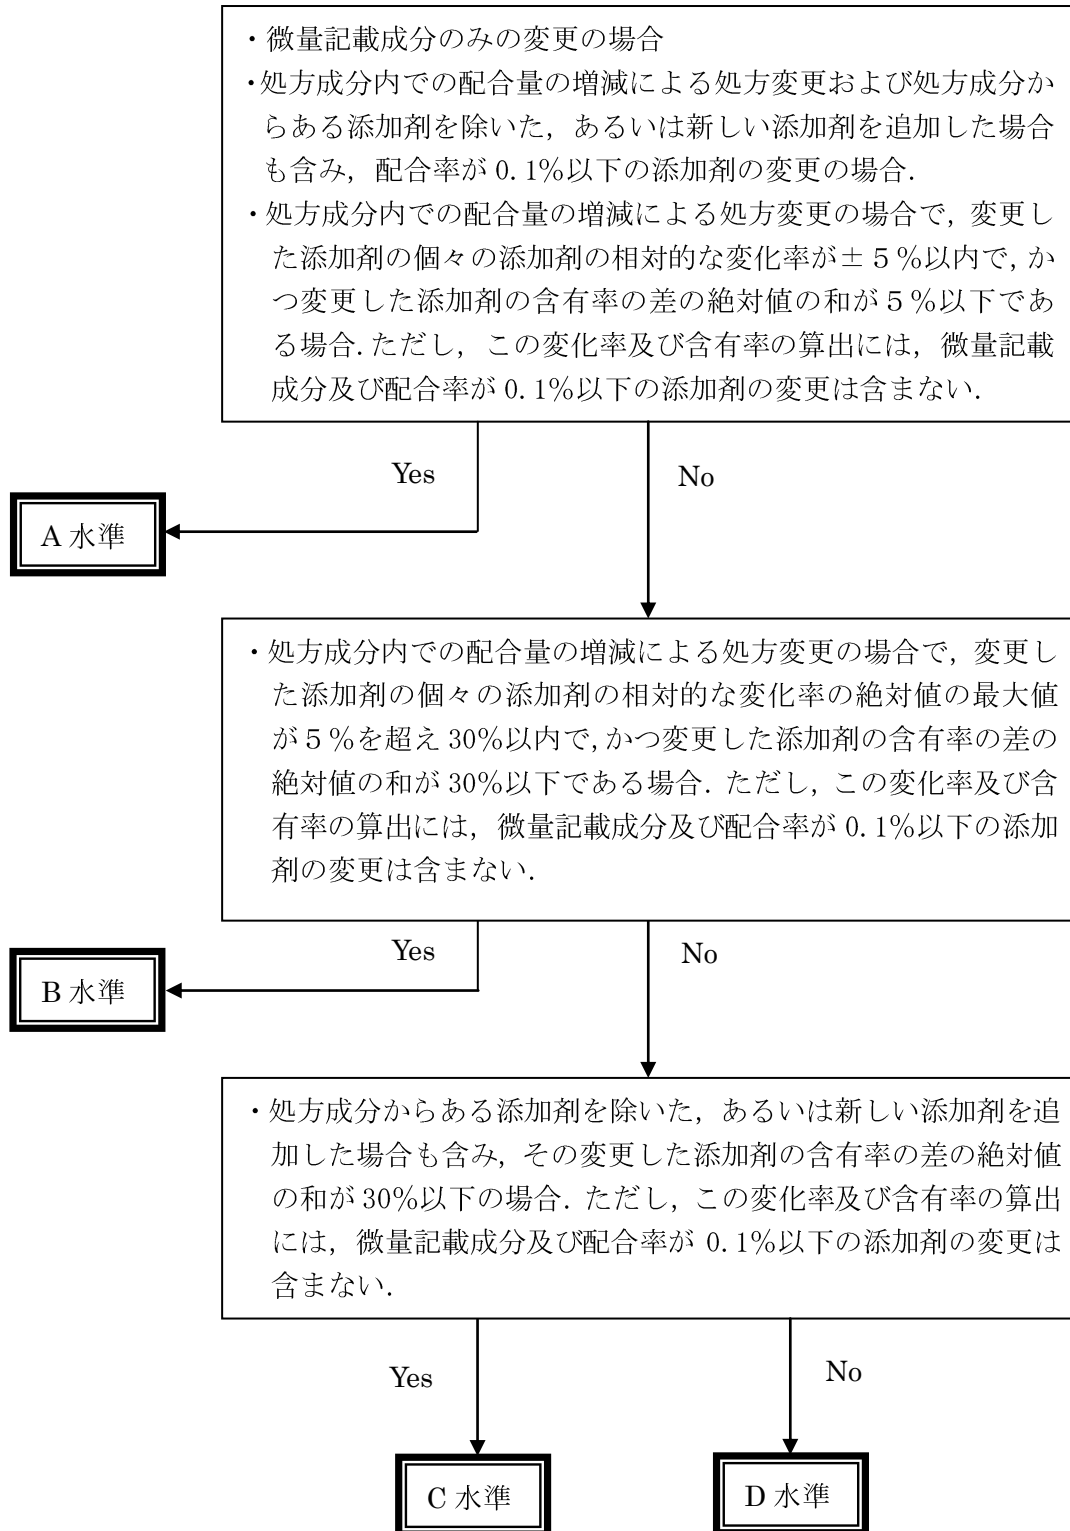 ・微量記載成分のみの変更の場合
・処方成分内での配合量の増減による処方変更および処方成分か
らある添加剤を除いた，あるいは新しい添加剤を追加した場合
も含み，配合率が 0.1%以下の添加剤の変更の場合．
・処方成分内での配合量の増減による処方変更の場合で，変更し
た添加剤の個々の添加剤の相対的な変化率が±５%以内で，か
つ変更した添加剤の含有率の差の絶対値の和が５%以下であ
る場合．ただし，この変化率及び含有率の算出には，微量記載
成分及び配合率が 0.1%以下の添加剤の変更は含まない．
Yes
No
A 水準
・処方成分内での配合量の増減による処方変更の場合で，変更し
た添加剤の個々の添加剤の相対的な変化率の絶対値の最大値
が５%を超え 30%以内で，かつ変更した添加剤の含有率の差の
絶対値の和が 30%以下である場合．ただし，この変化率及び含
有率の算出には，微量記載成分及び配合率が 0.1%以下の添加
剤の変更は含まない．
Yes
No
B 水準
・処方成分からある添加剤を除いた，あるいは新しい添加剤を追
加した場合も含み，その変更した添加剤の含有率の差の絶対値
の和が 30%以下の場合．ただし，この変化率及び含有率の算出
には，微量記載成分及び配合率が 0.1%以下の添加剤の変更は
含まない．
Yes
No
C 水準
D 水準